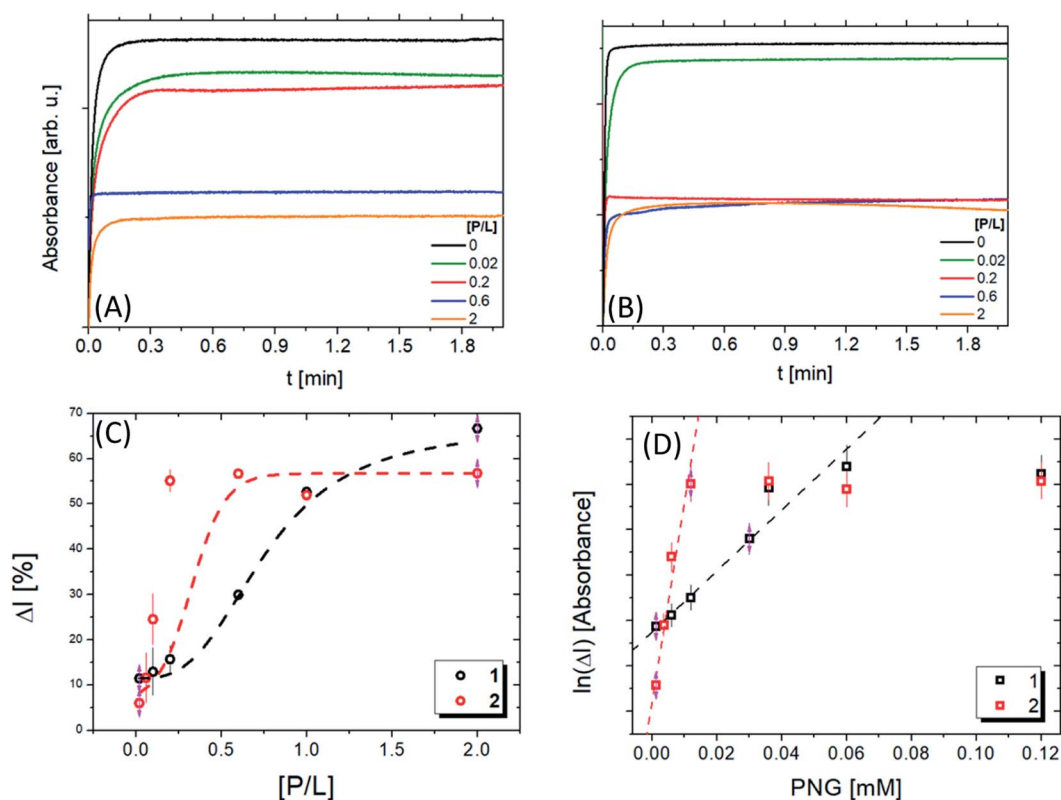 (A)
Absorbance [arb. u.]
[P/L]
0
0.02
0.2
0.6
2
0.0 0.3 0.6 0.9 1.2 1.5 1.8
t [min]
(B)
[P/L]
0
0.02
0.2
0.6
2
0.0 0.3 0.6 0.9 1.2 1.5 1.8
t [min]
(C)
ΔI [%]
70
60
50
40
30
20
10
0
1
2
0.0 0.5 1.0 1.5 2.0
[P/L]
(D)
ln(ΔI) [Absorbance]
1
2
0.00 0.02 0.04 0.06 0.08 0.10 0.12
PNG [mM]